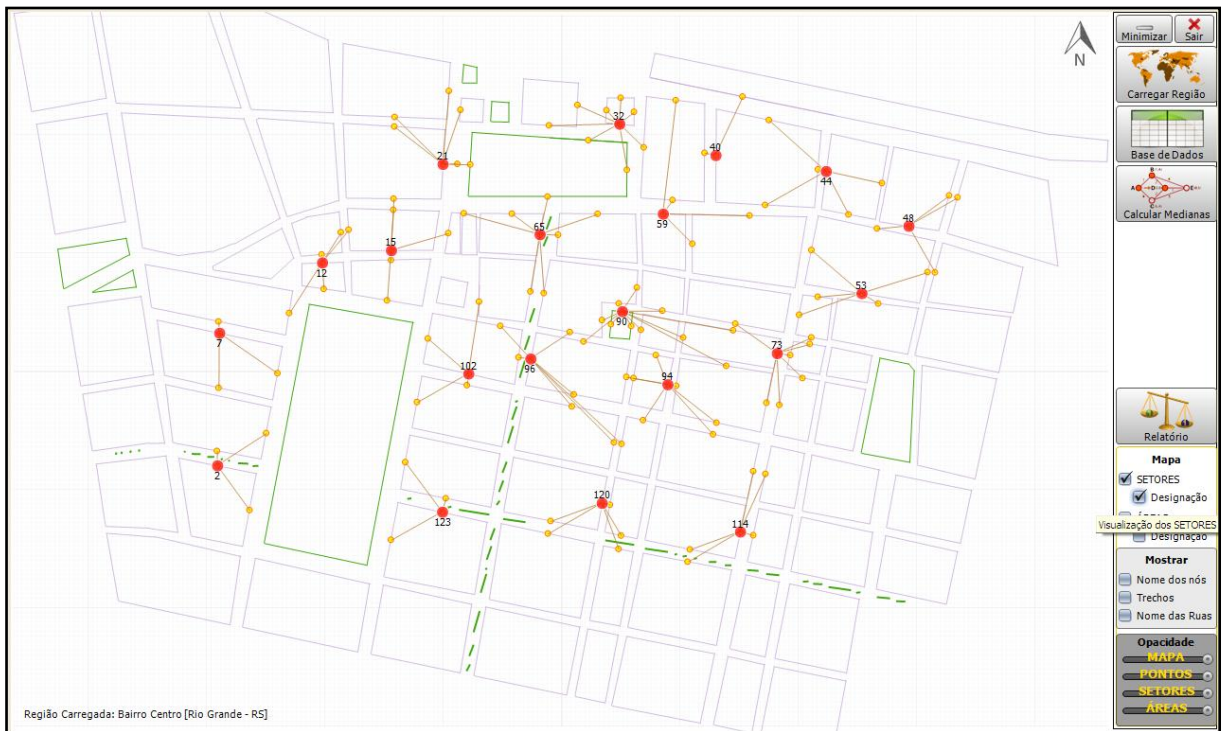 Minimizar
Sair
N
Carregar Região
Base de Dados
Calcular Medianas
32
21
40
44
59
48
65
15
12
53
90
7
73
102
96
94
2
120
123
114
Relatório
Mapa
SETORES
Designação
Visualização dos SETORES
Designação
Mostrar
Nome dos nós
Trechos
Nome das Ruas
Opacidade
MAPA
PONTOS
SETORES
ÁREAS
Região Carregada: Bairro Centro [Rio Grande - RS]